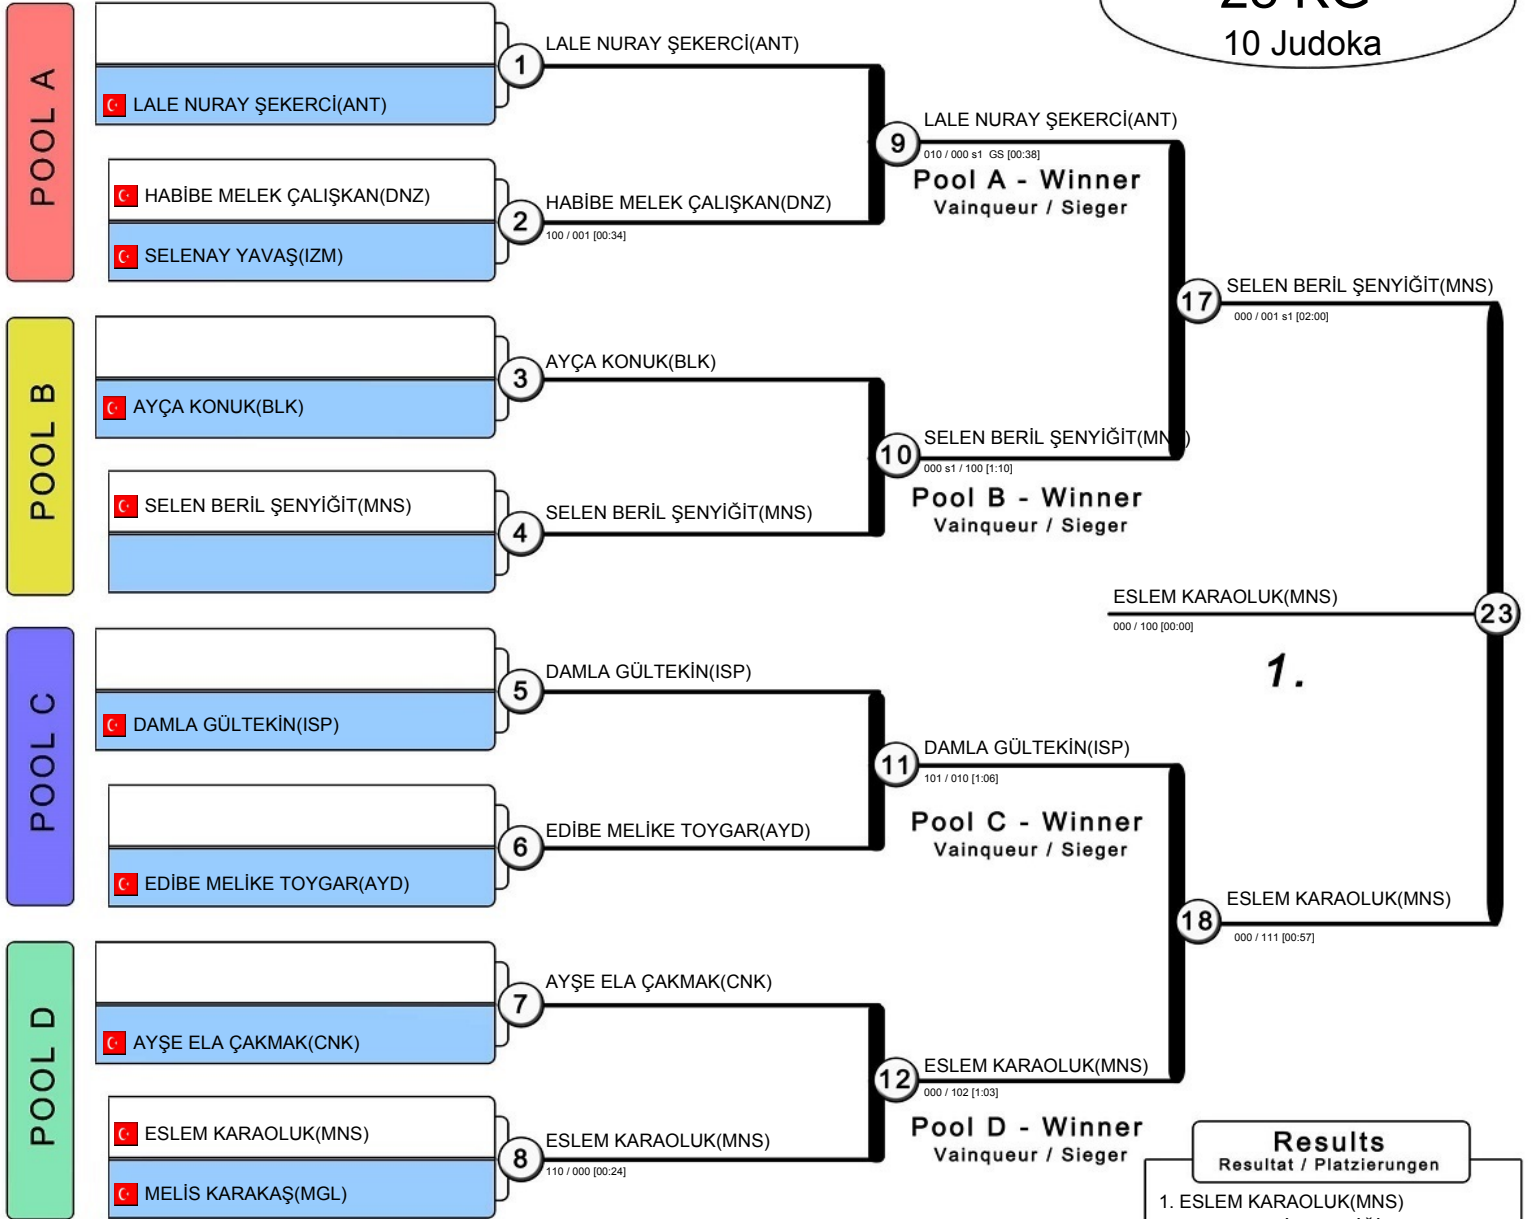 28 KG
10 Judoka
POOL A
LALE NURAY ŞEKERCİ(ANT)
HABİBE MELEK ÇALIŞKAN(DNZ)
SELENAY YAVAŞ(IZM)
1
LALE NURAY ŞEKERCİ(ANT)
2
HABİBE MELEK ÇALIŞKAN(DNZ)
100 / 001 [00:34]
9
LALE NURAY ŞEKERCİ(ANT)
010 / 000 s1 GS [00:38]
Pool A - Winner
Vainqueur / Sieger
POOL B
AYÇA KONUK(BLK)
SELEN BERİL ŞENYİĞİT(MNS)
3
AYÇA KONUK(BLK)
4
SELEN BERİL ŞENYİĞİT(MNS)
10
SELEN BERİL ŞENYİĞİT(MNS)
000 s1 / 100 [1:10]
Pool B - Winner
Vainqueur / Sieger
17
SELEN BERİL ŞENYİĞİT(MNS)
000 / 001 s1 [02:00]
POOL C
DAMLA GÜLTEKİN(ISP)
EDİBE MELİKE TOYGAR(AYD)
5
DAMLA GÜLTEKİN(ISP)
6
EDİBE MELİKE TOYGAR(AYD)
11
DAMLA GÜLTEKİN(ISP)
101 / 010 [1:06]
Pool C - Winner
Vainqueur / Sieger
POOL D
AYŞE ELA ÇAKMAK(CNK)
ESLEM KARAOLUK(MNS)
MELİS KARAKAŞ(MGL)
7
AYŞE ELA ÇAKMAK(CNK)
8
ESLEM KARAOLUK(MNS)
110 / 000 [00:24]
12
ESLEM KARAOLUK(MNS)
000 / 102 [1:03]
Pool D - Winner
Vainqueur / Sieger
18
ESLEM KARAOLUK(MNS)
000 / 111 [00:57]
ESLEM KARAOLUK(MNS)
23
000 / 100 [00:00]
1.
Results
Resultat / Platzierungen
1. ESLEM KARAOLUK(MNS)